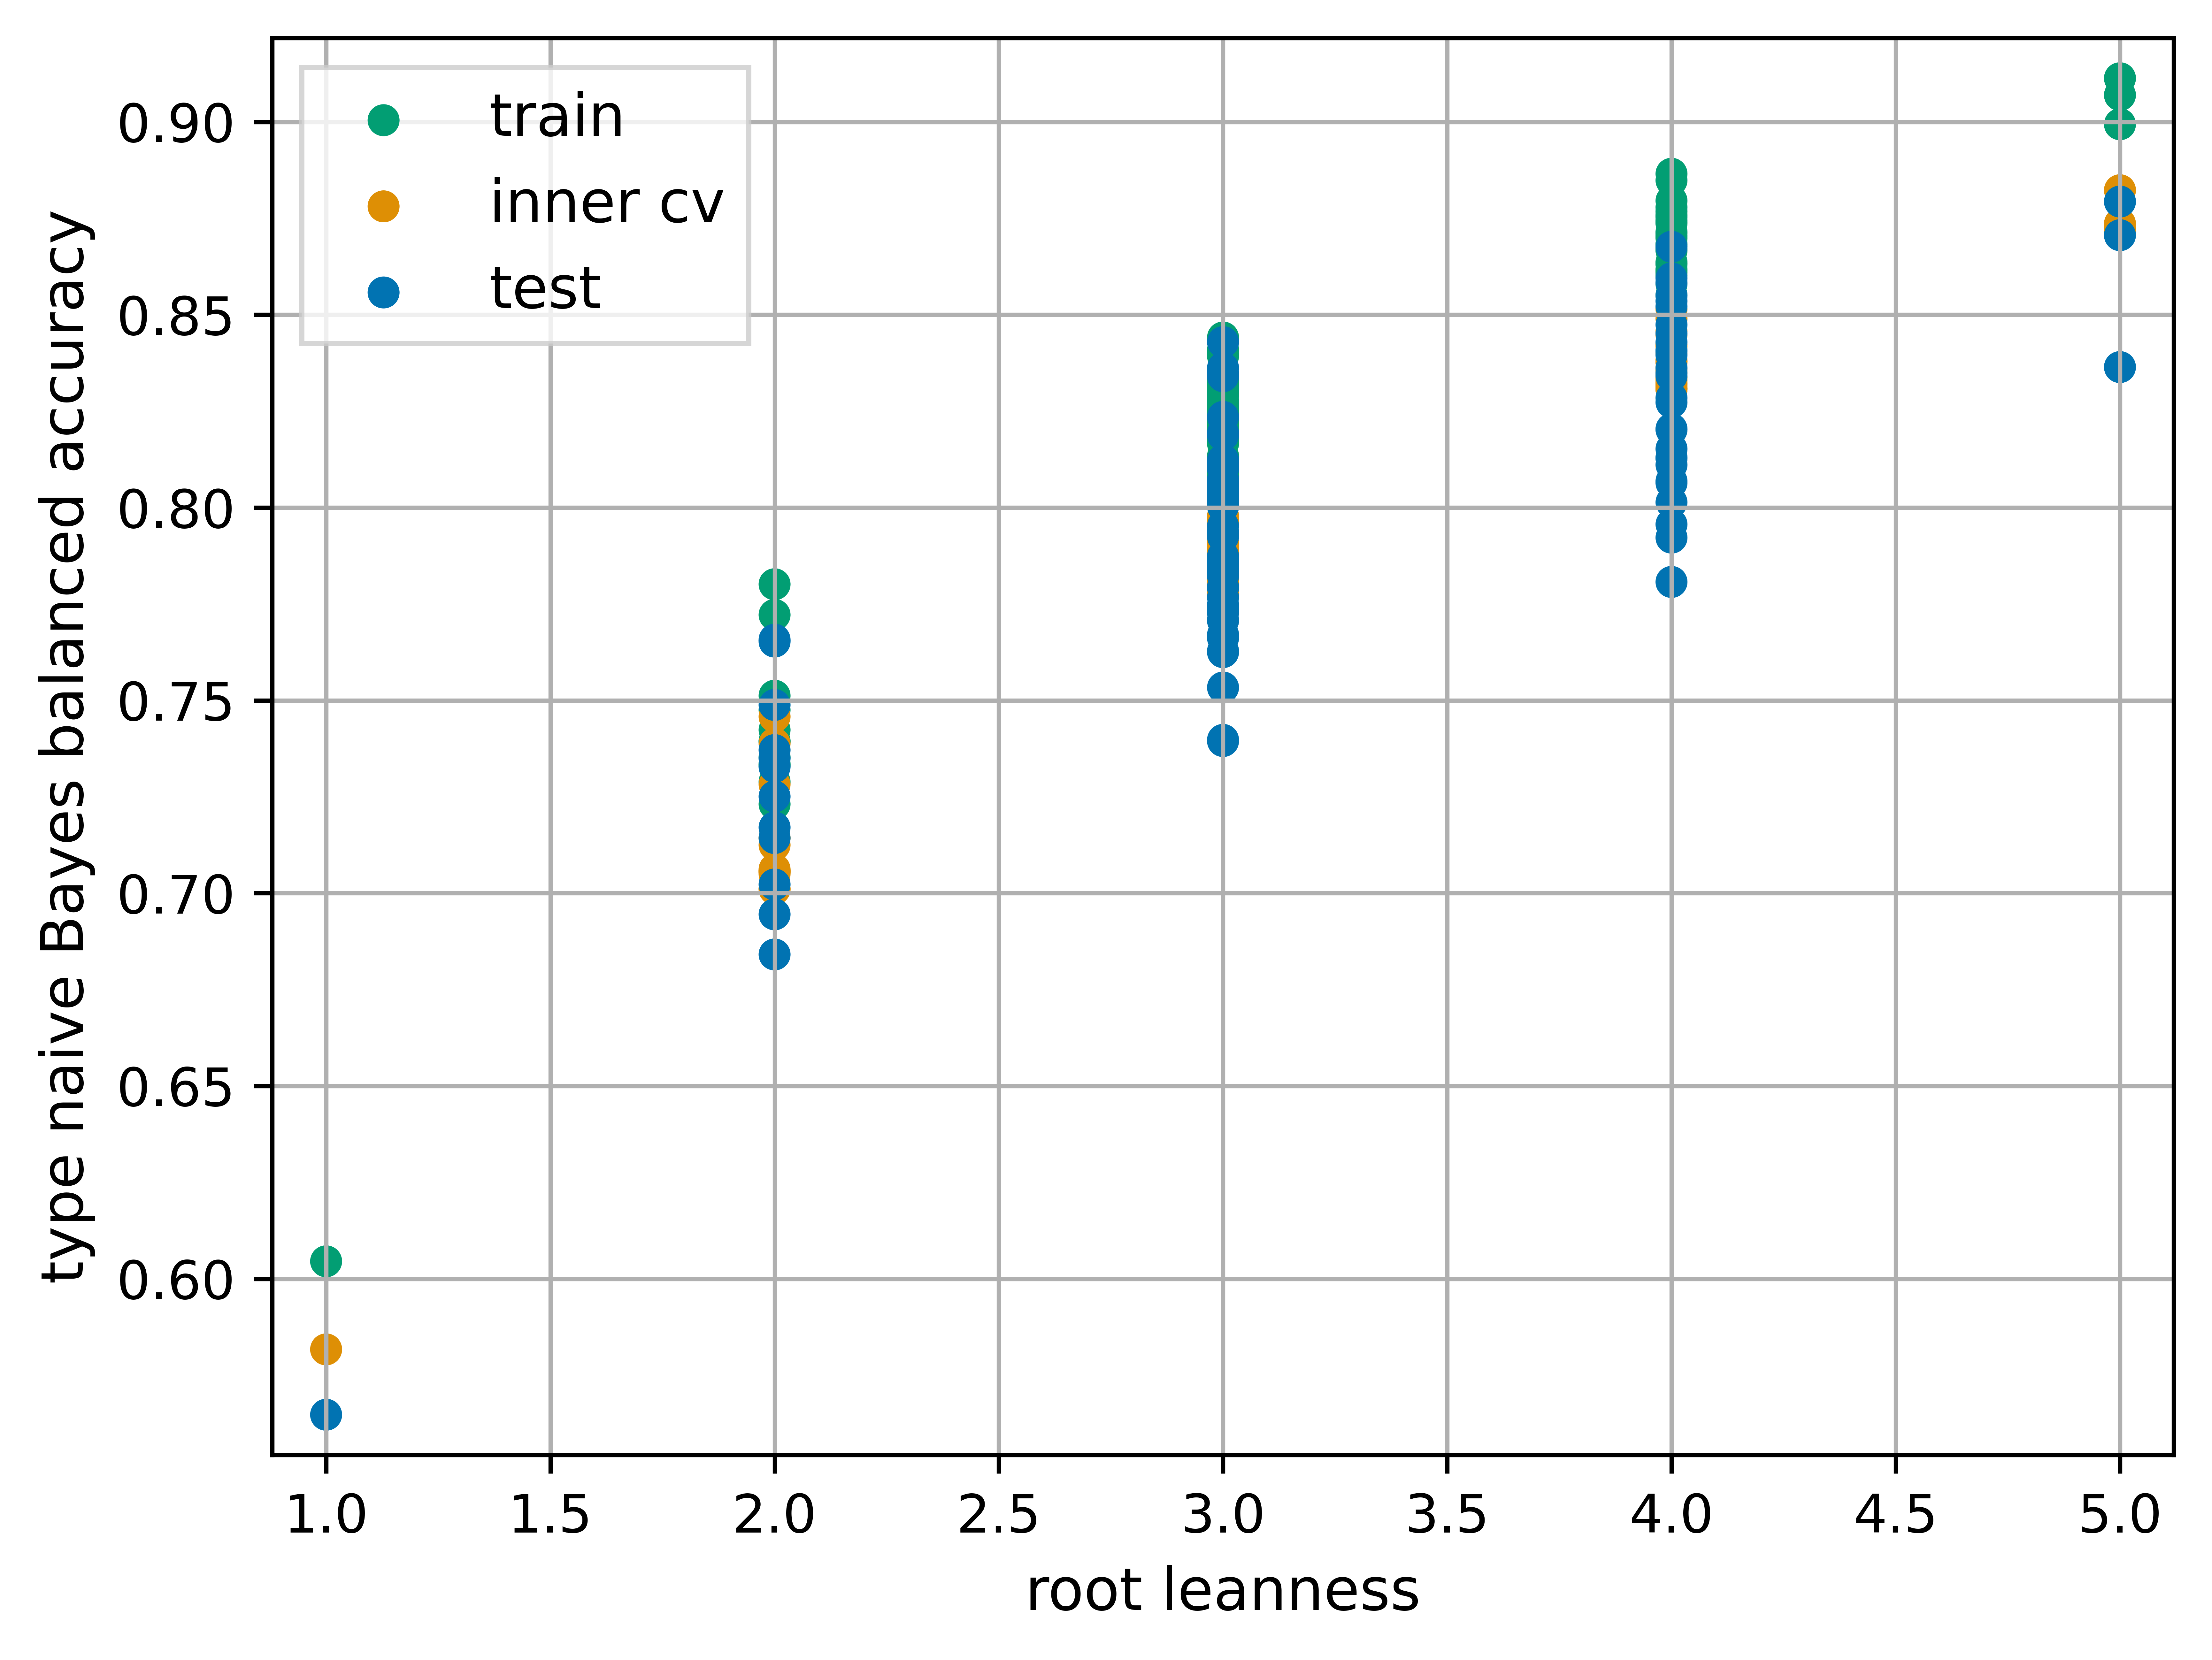 train
inner cv
test
0.90
0.85
0.80
0.75
0.70
0.65
0.60
type naive Bayes balanced accuracy
1.0 1.5 2.0 2.5 3.0 3.5 4.0 4.5 5.0
root leanness